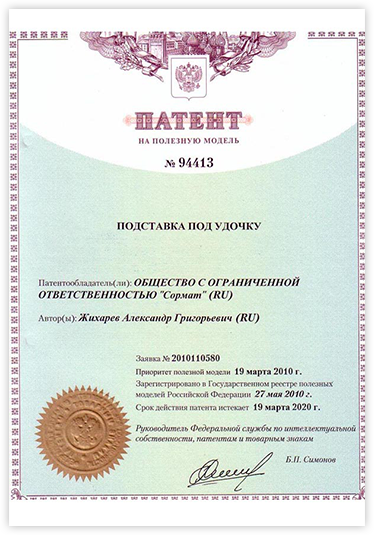 ПАТЕНТ
НА ПОЛЕЗНУЮ МОДЕЛЬ
№ 94413
ПОДСТАВКА ПОД УДОЧКУ
Патентообладатель(ли): ОБЩЕСТВО С ОГРАНИЧЕННОЙ
ОТВЕТСТВЕННОСТЬЮ "Сормат" (RU)
Автор(ы): Жихарев Александр Григорьевич (RU)
Заявка № 2010110580
Приоритет полезной модели 19 марта 2010 г.
Зарегистрировано в Государственном реестре полезных
моделей Российской Федерации 27 мая 2010 г.
Срок действия патента истекает 19 марта 2020 г.
Руководитель Федеральной службы по интеллектуальной
собственности, патентам и товарным знакам
Б.П. Симонов